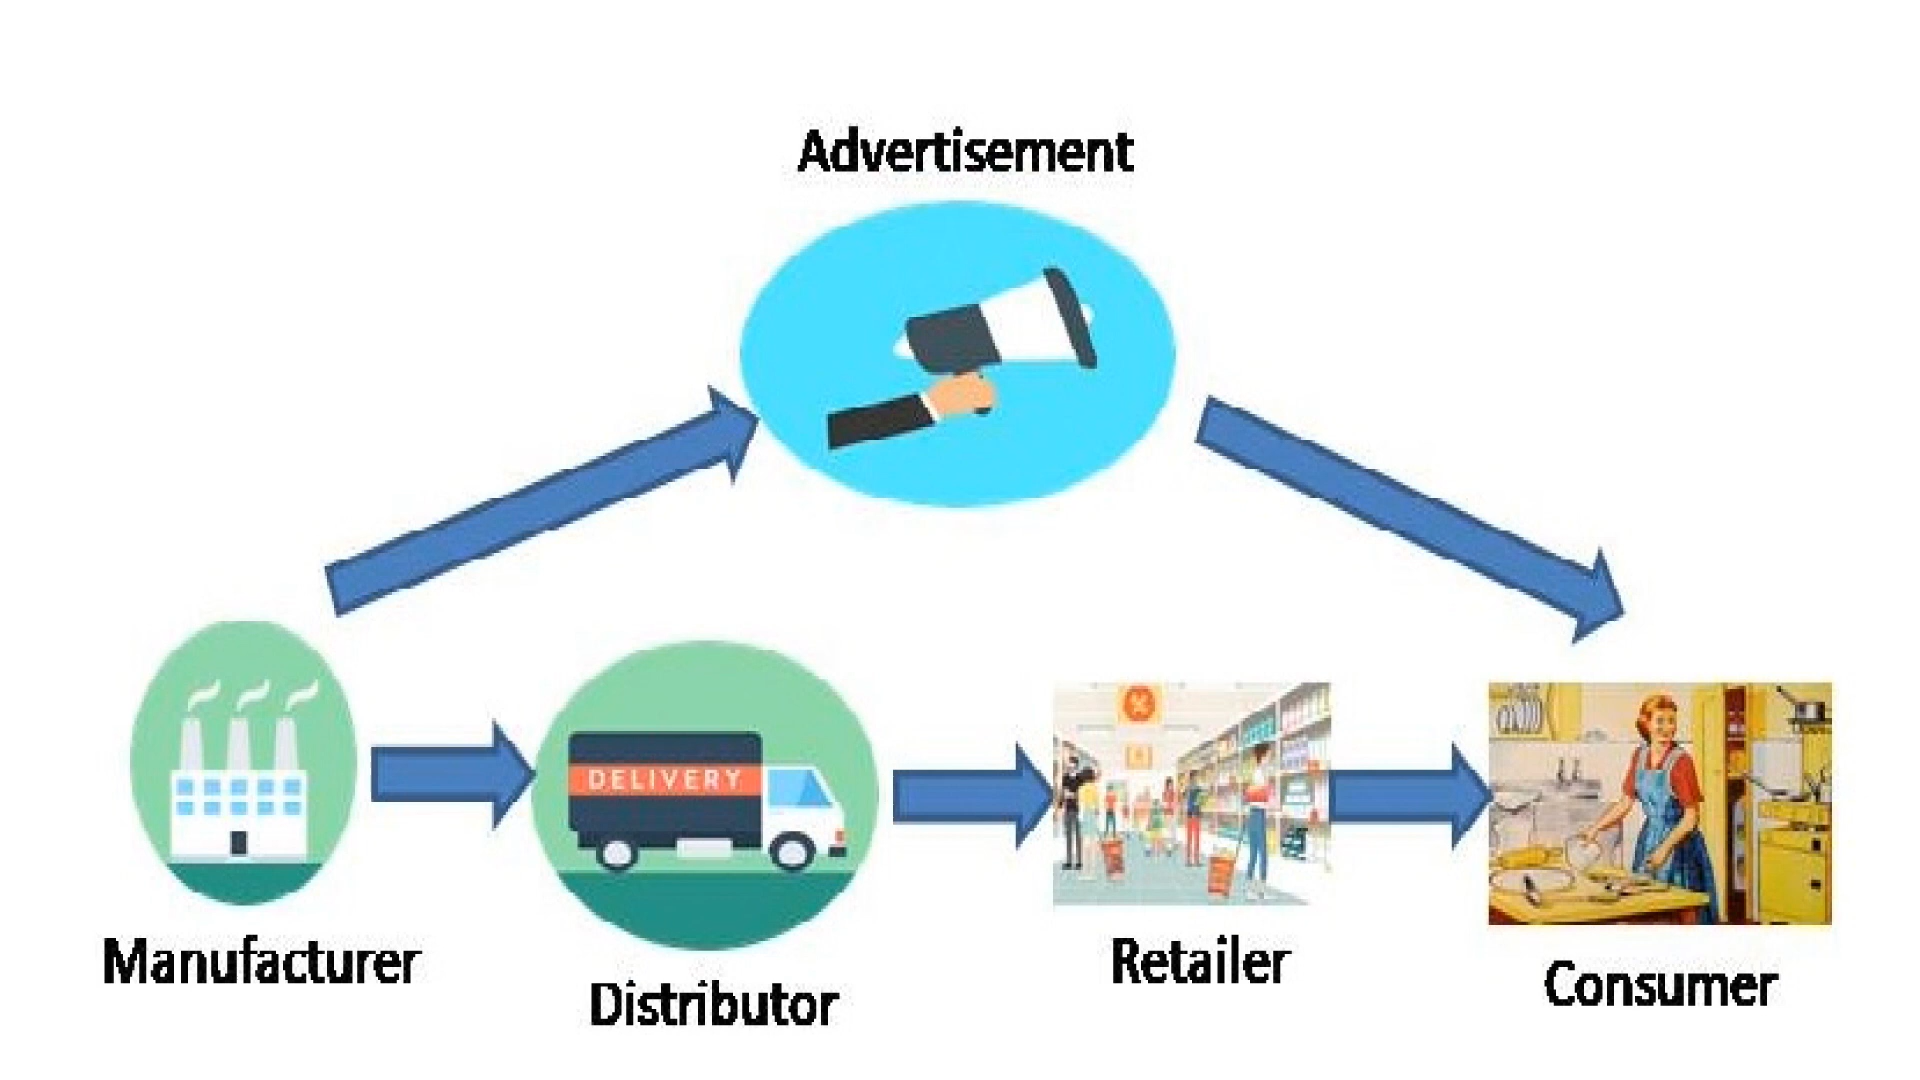 Advertisement
DELIVERY
Manufacturer
Distributor
Retailer
Consumer